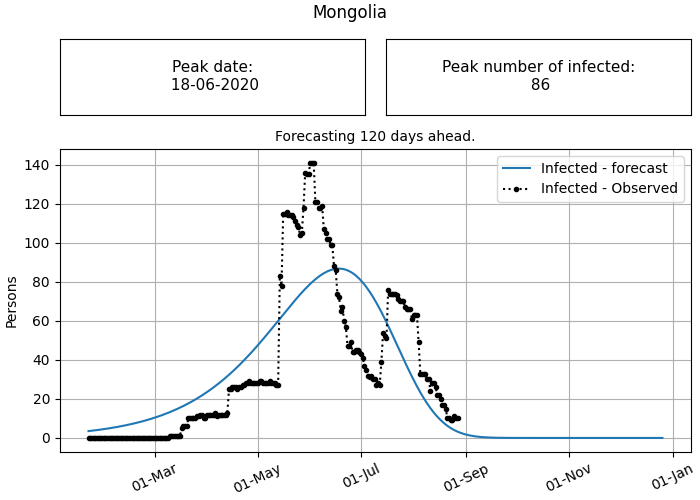 Mongolia
Peak date:
18-06-2020
Peak number of infected:
86
Forecasting 120 days ahead.
Infected - forecast
Infected - Observed
Persons
140
120
100
80
60
40
20
0
01-Mar
01-May
01-Jul
01-Sep
01-Nov
01-Jan